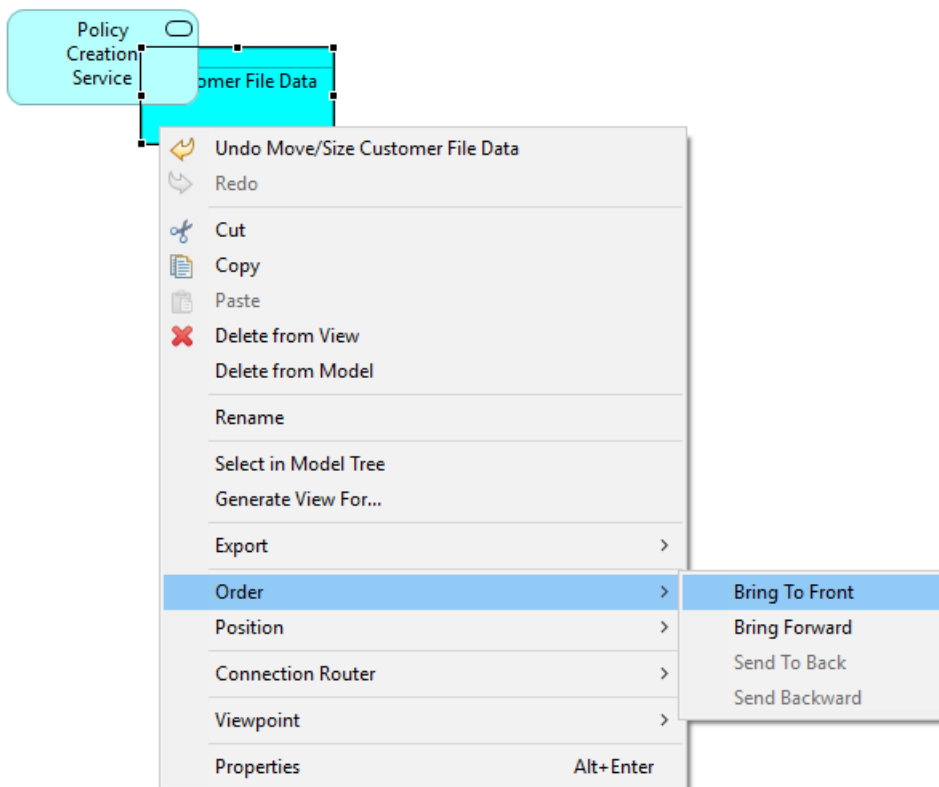 Policy
Creation
Service
omer File Data
Undo Move/Size Customer File Data
Redo
Cut
Copy
Paste
Delete from View
Delete from Model
Rename
Select in Model Tree
Generate View For...
Export
Order
Bring To Front
Position
Bring Forward
Send To Back
Connection Router
Send Backward
Viewpoint
Properties Alt+Enter